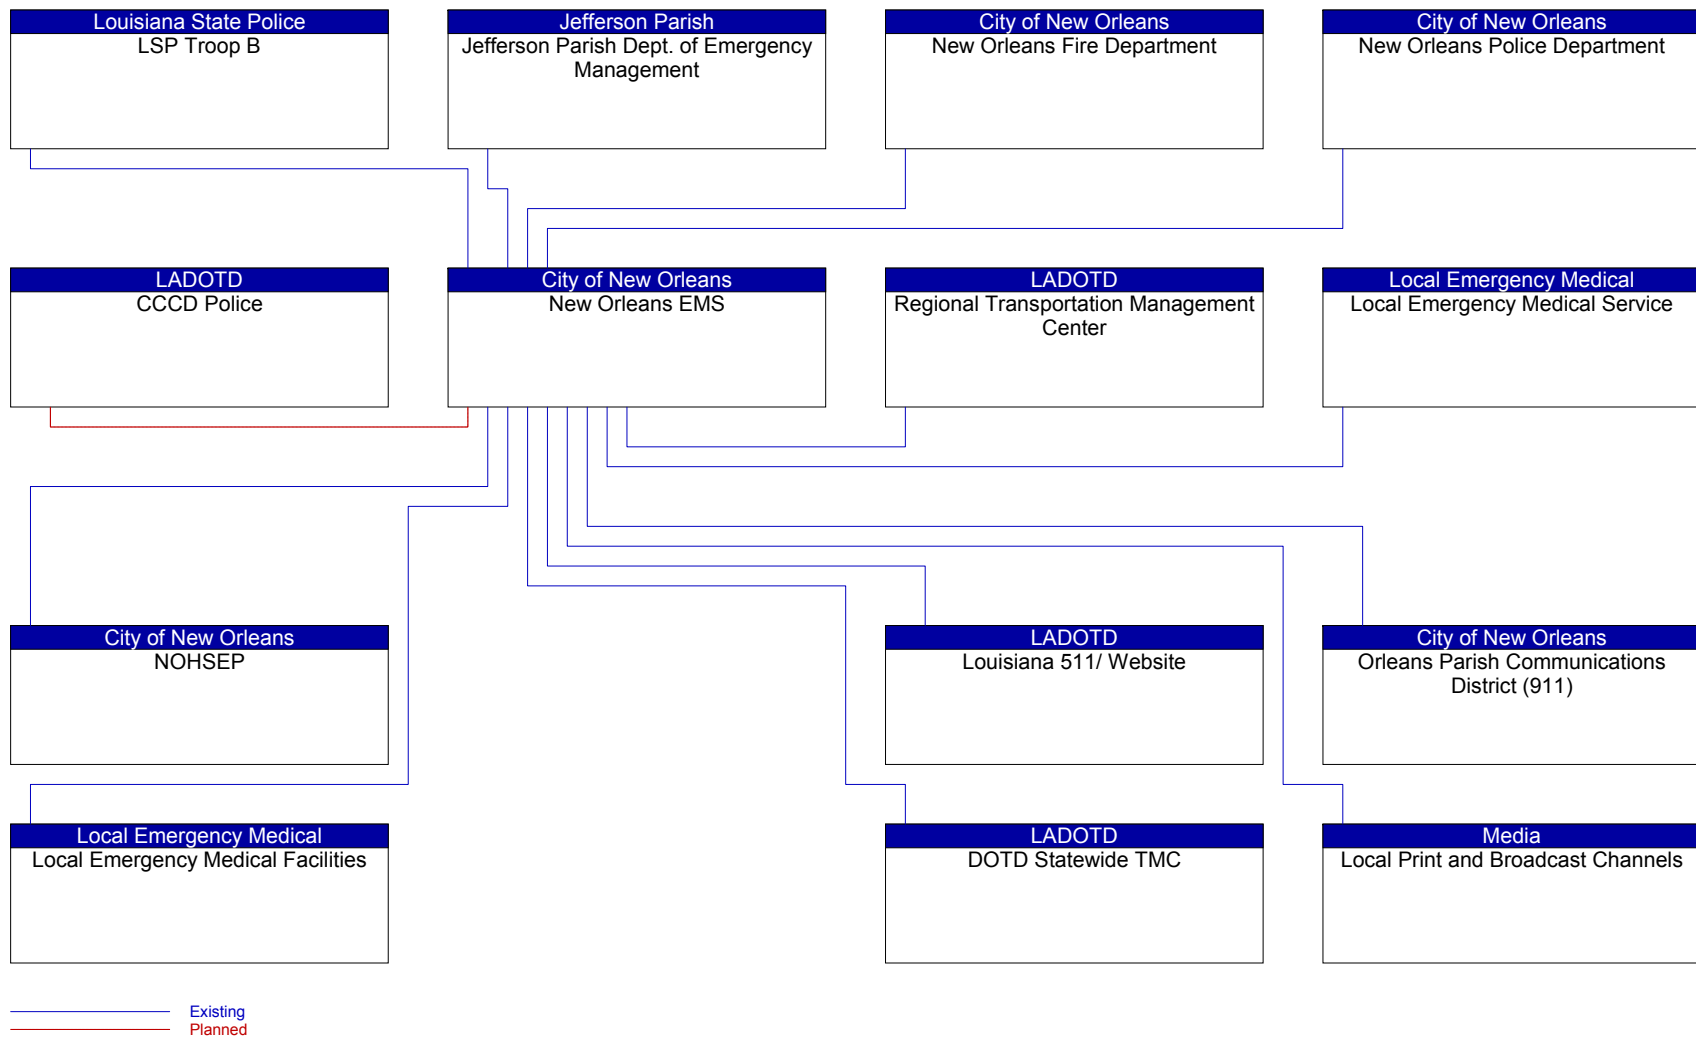 Louisiana State Police
LSP Troop B
Jefferson Parish
Jefferson Parish Dept. of Emergency
Management
City of New Orleans
New Orleans Fire Department
City of New Orleans
New Orleans Police Department
LADOTD
CCCD Police
City of New Orleans
New Orleans EMS
LADOTD
Regional Transportation Management
Center
Local Emergency Medical
Local Emergency Medical Service
City of New Orleans
NOHSEP
LADOTD
Louisiana 511/ Website
City of New Orleans
Orleans Parish Communications
District (911)
Local Emergency Medical
Local Emergency Medical Facilities
LADOTD
DOTD Statewide TMC
Media
Local Print and Broadcast Channels
Existing
Planned